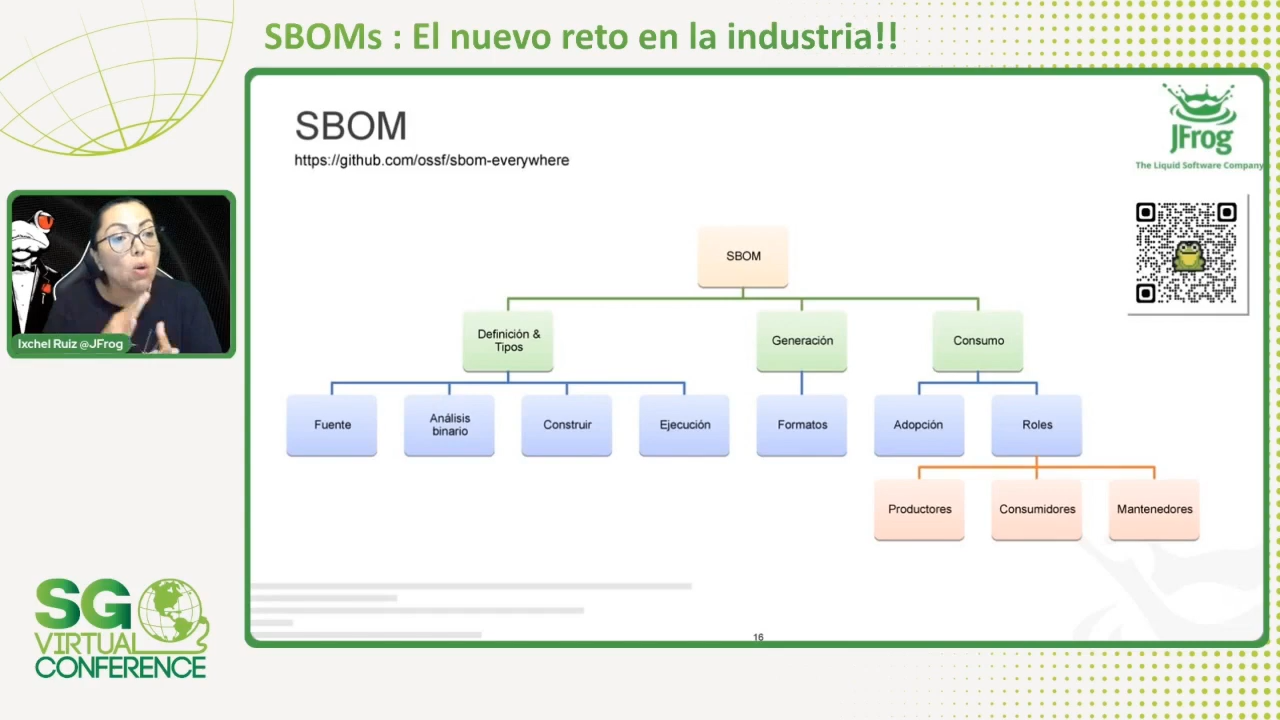 SBOMs : El nuevo reto en la industria!!
SBOM
https://github.com/ossf/sbom-everywhere
JFrog
The Liquid Software Company
Ixchel Ruiz @JFrog
SBOM
Definición &
Tipos
Generación
Consumo
Fuente
Análisis
binario
Construir
Ejecución
Formatos
Adopción
Roles
Productores
Consumidores
Mantenedores
16
SG
VIRTUAL
CONFERENCE